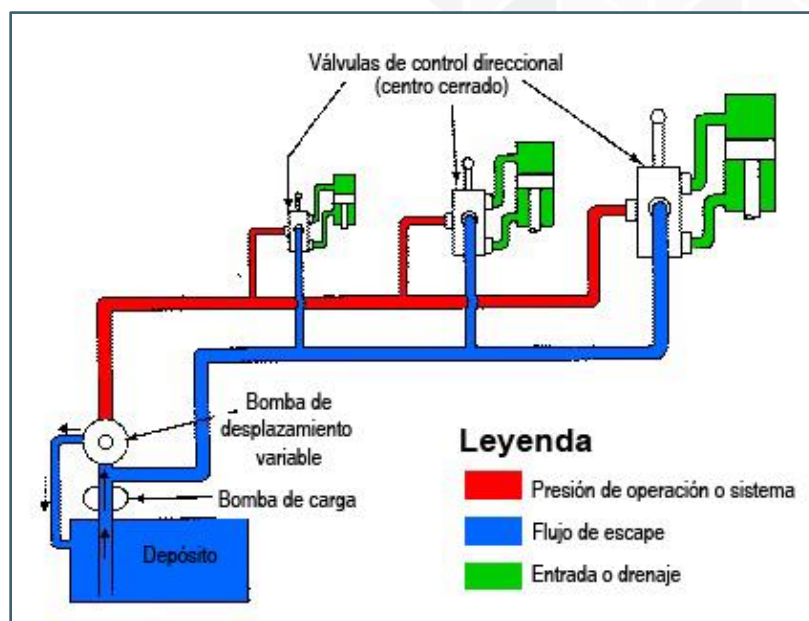 Válvulas de control direccional
(centro cerrado)
Bomba de
desplazamiento
variable
Bomba de carga
Depósito
Leyenda
Presión de operación o sistema
Flujo de escape
Entrada o drenaje